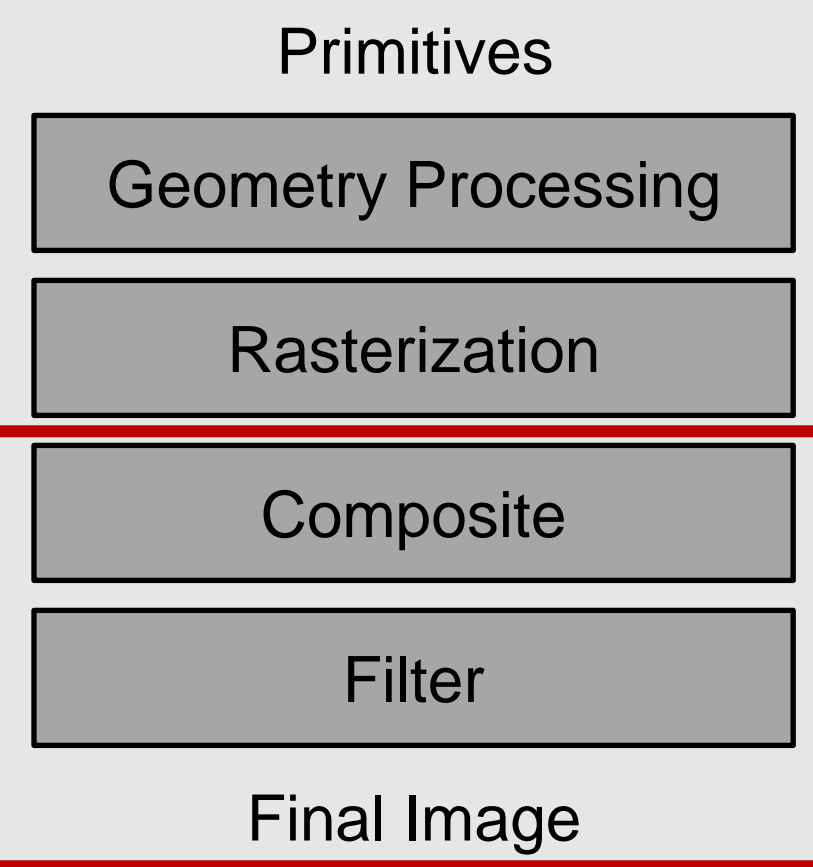 Primitives
Geometry Processing
Rasterization
Composite
Filter
Final Image